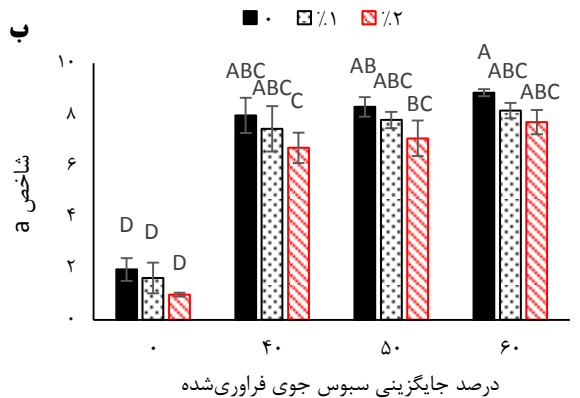 ب
۰ ٪۱ ٪۲
شاخص a
۱۰
۸
۶
۴
۲
۰
D D D
ABC ABC C
AB ABC BC
A ABC ABC
۰ ۴۰ ۵۰ ۶۰
درصد جایگزینی سبوس جوی فراوری‌شده